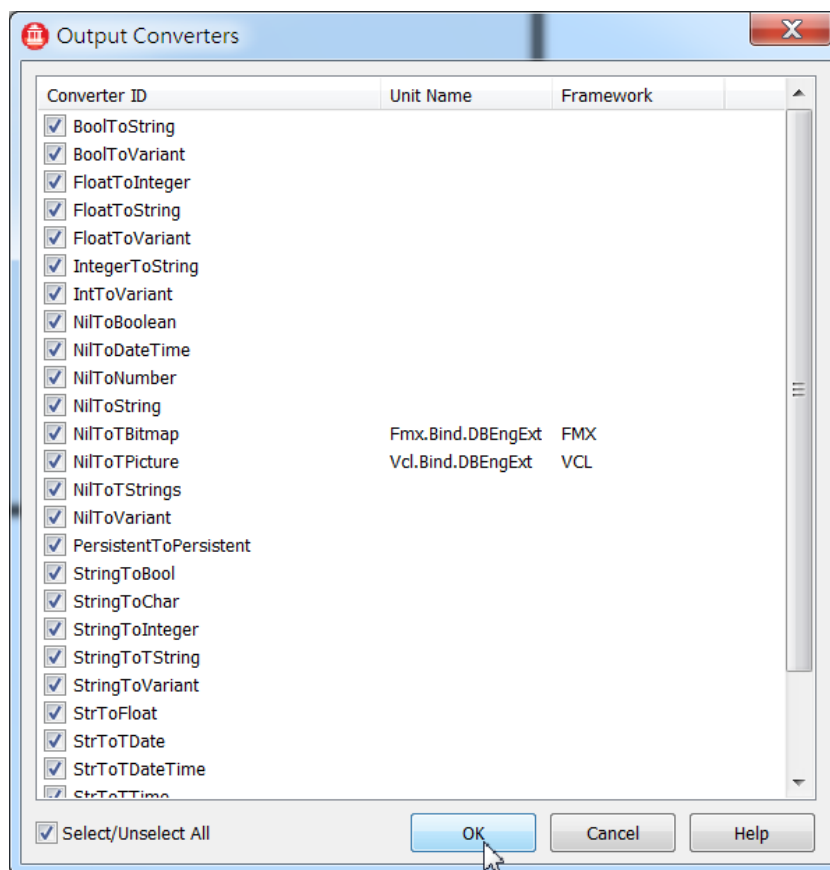 Output Converters
Converter ID Unit Name Framework
BoolToString
BoolToVariant
FloatToInteger
FloatToString
FloatToVariant
IntegerToString
IntToVariant
NilToBoolean
NilToDateTime
NilToNumber
NilToString
NilToTBitmap Fmx.Bind.DBEngExt FMX
NilToTPicture Vcl.Bind.DBEngExt VCL
NilToTStrings
NilToVariant
PersistentToPersistent
StringToBool
StringToChar
StringToInteger
StringToTString
StringToVariant
StrToFloat
StrToTDate
StrToTDateTime
StrToTTime
Select/Unselect All OK Cancel Help